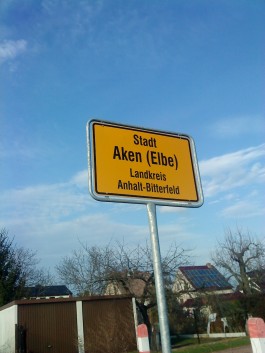 Stadt
Aken (Elbe)
Landkreis
Anhalt-Bitterfeld